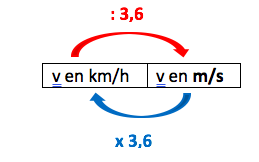 : 3,6
v en km/h v en m/s
x 3,6